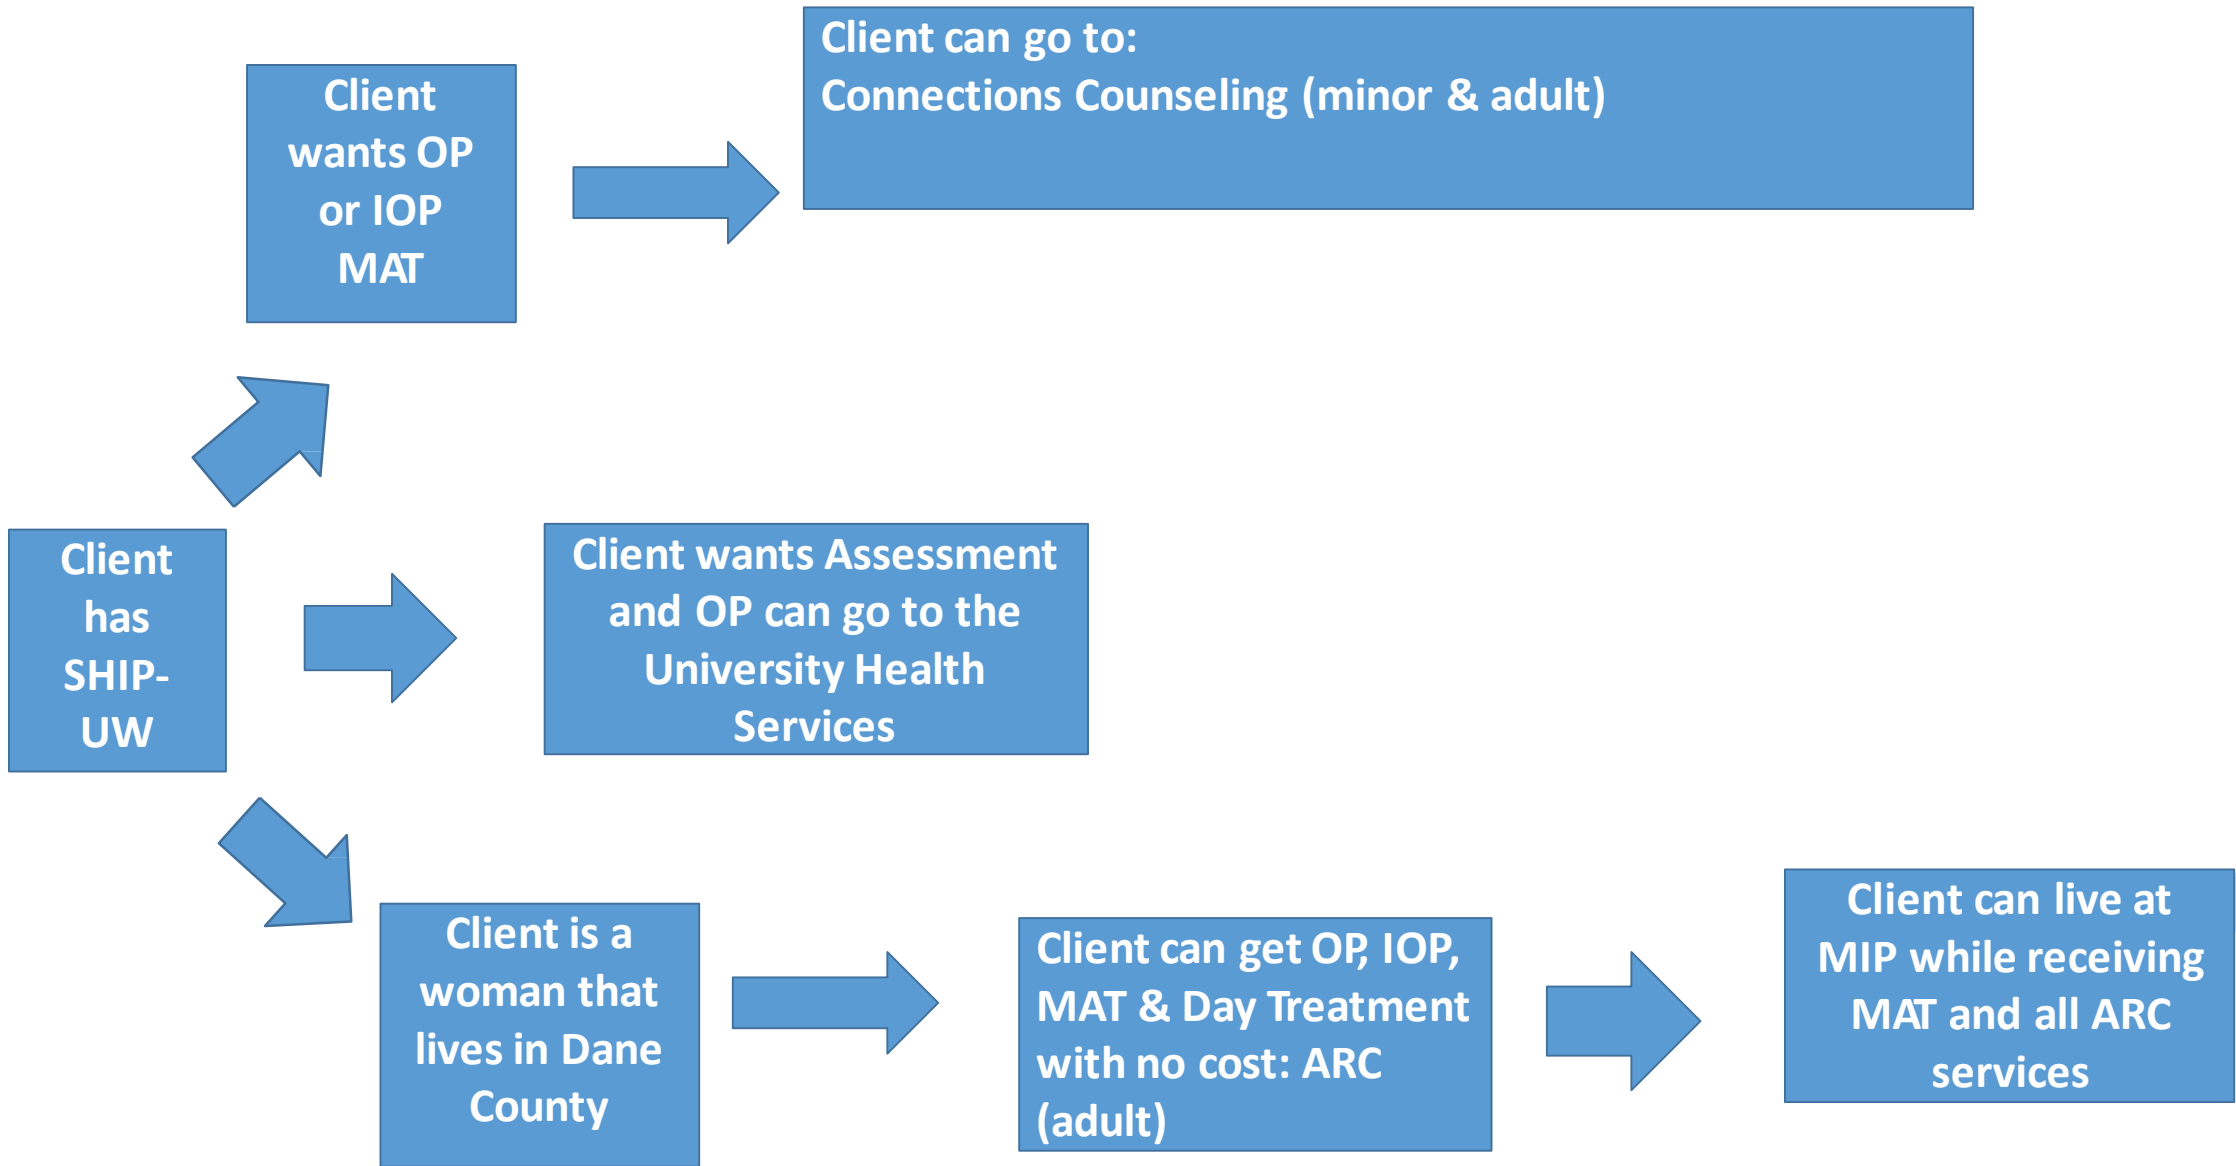 Client can go to:
Connections Counseling (minor & adult)
Client
wants OP
or IOP
MAT
Client
has
SHIP-
UW
Client wants Assessment
and OP can go to the
University Health
Services
Client is a
woman that
lives in Dane
County
Client can get OP, IOP,
MAT & Day Treatment
with no cost: ARC
(adult)
Client can live at
MIP while receiving
MAT and all ARC
services